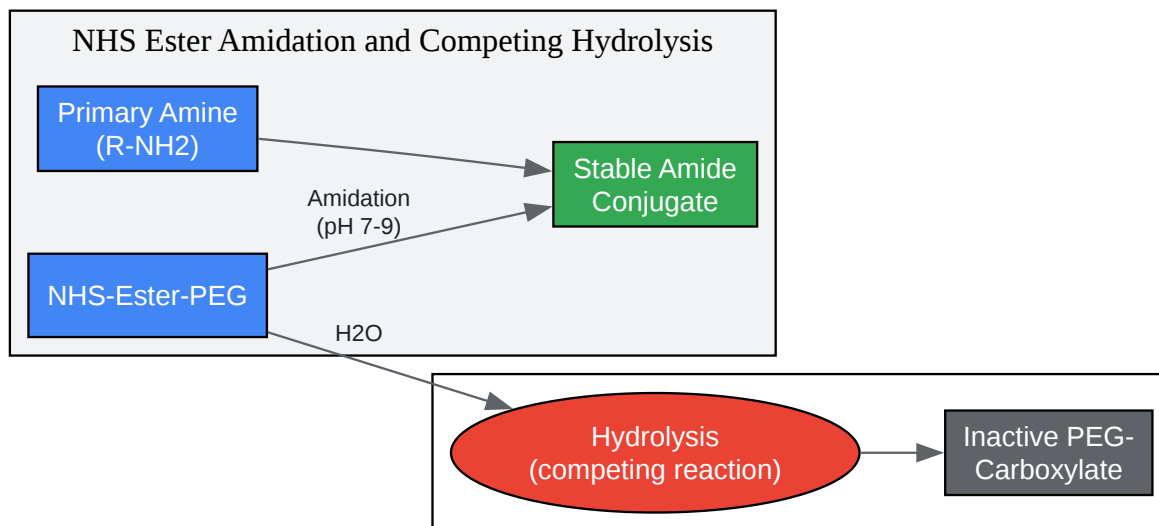 NHS Ester Amidation and Competing Hydrolysis
Primary Amine
(R-NH2)
Stable Amide
Conjugate
Amidation
(pH 7-9)
NHS-Ester-PEG
H2O
Hydrolysis
(competing reaction)
Inactive PEG-
Carboxylate